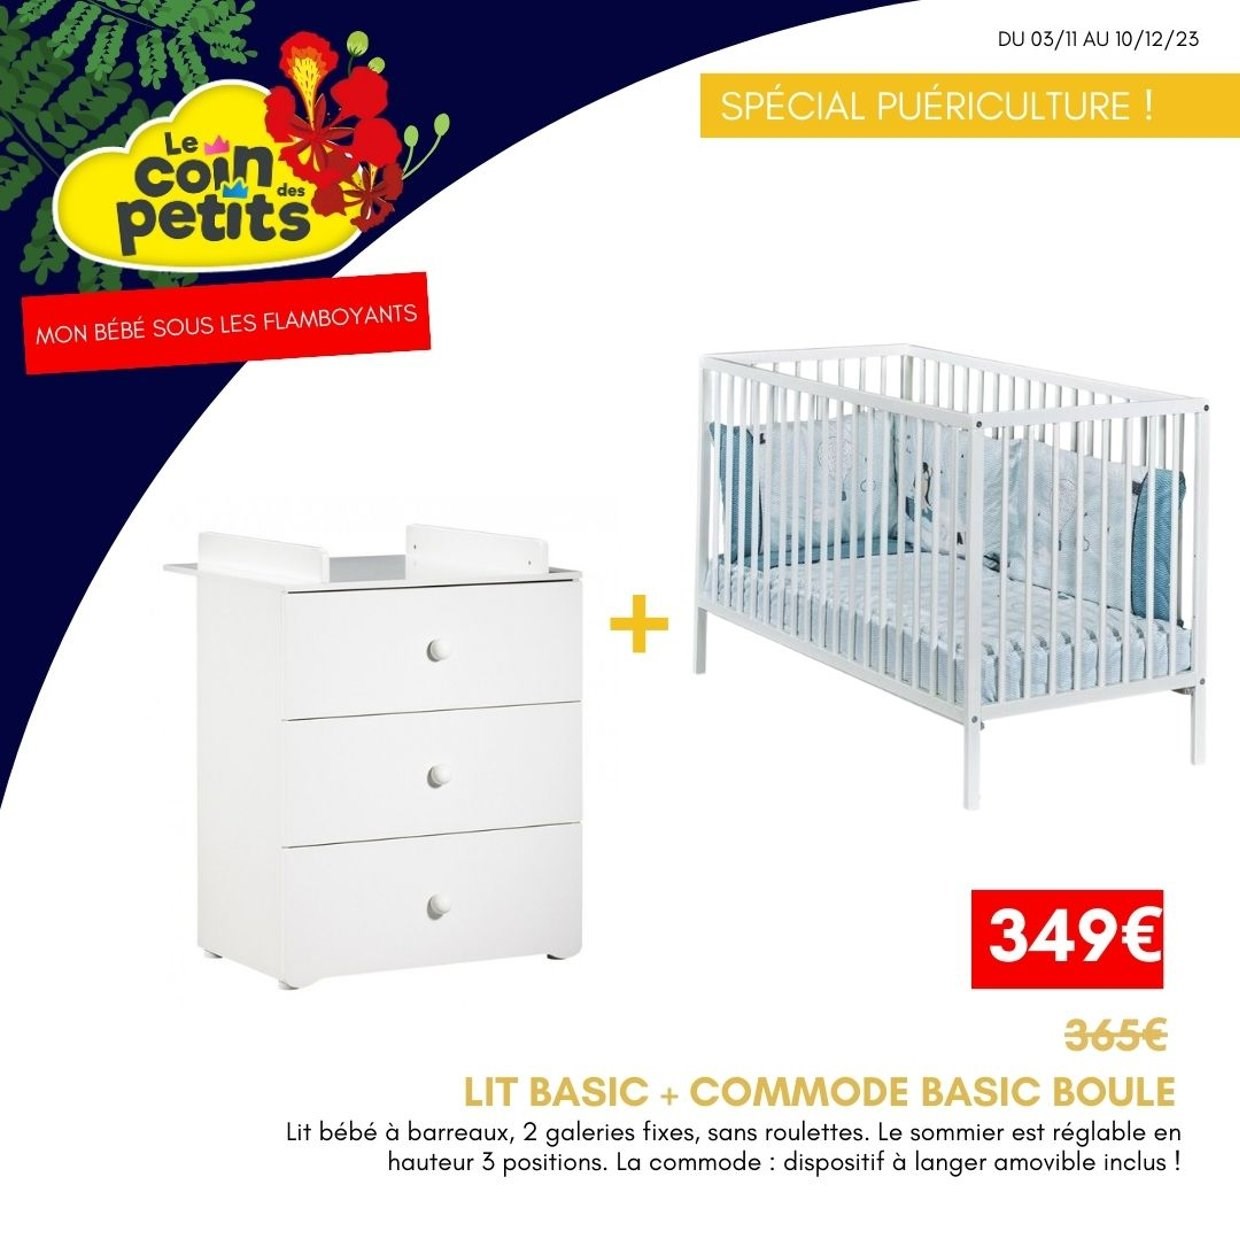 DU 03/11 AU 10/12/23
SPÉCIAL PUÉRICULTURE !
Le
coin
des
petits
MON BÉBÉ SOUS LES FLAMBOYANTS
+
349€
365€
LIT BASIC + COMMODE BASIC BOULE
Lit bébé à barreaux, 2 galeries fixes, sans roulettes. Le sommier est réglable en
hauteur 3 positions. La commode : dispositif à langer amovible inclus !